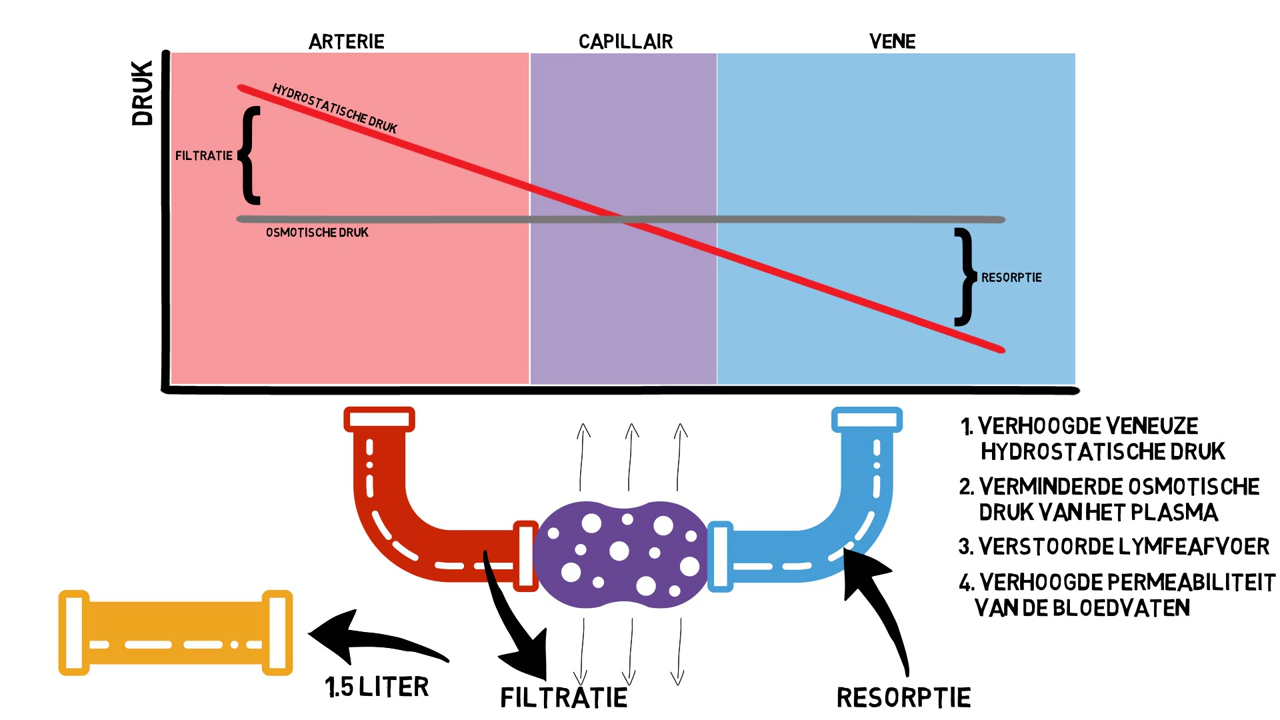 ARTERIE
CAPILLAIR
VENE
DRUK
HYDROSTATISCHE DRUK
FILTRATIE
OSMOTISCHE DRUK
RESORPTIE
1. VERHOOGDE VENEUZE
HYDROSTATISCHE DRUK
2. VERMINDERDE OSMOTISCHE
DRUK VAN HET PLASMA
3. VERSTOORDE LYMFEAFVOER
4. VERHOOGDE PERMEABILITEIT
VAN DE BLOEDVATEN
1.5 LITER
FILTRATIE
RESORPTIE